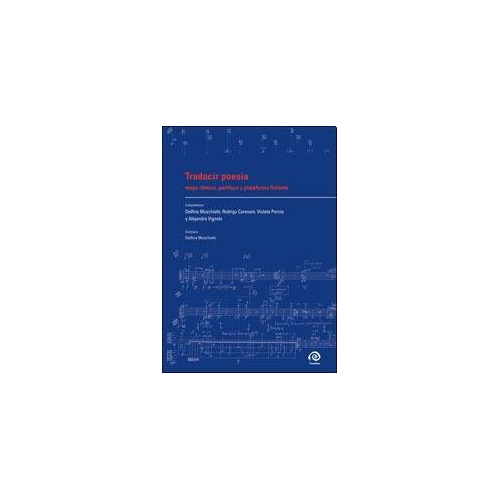 Traducir poesía
mapa rítmico, partitura y plataforma flotante
Compiladores
Delfina Muschietti, Rodrigo Caresani, Violeta Percia
y Alejandra Vignolo
Directora
Delfina Muschietti
Paradiso